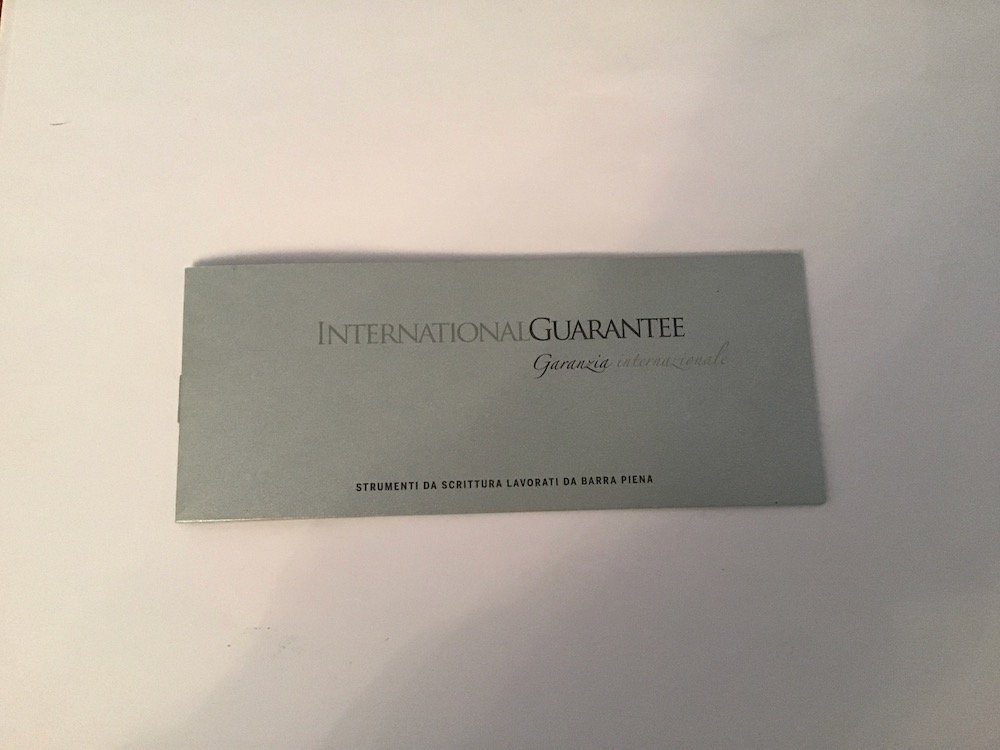 INTERNATIONALGUARANTEE
Garanzia internazionale
STRUMENTI DA SCRITTURA LAVORATI DA BARRA PIENA